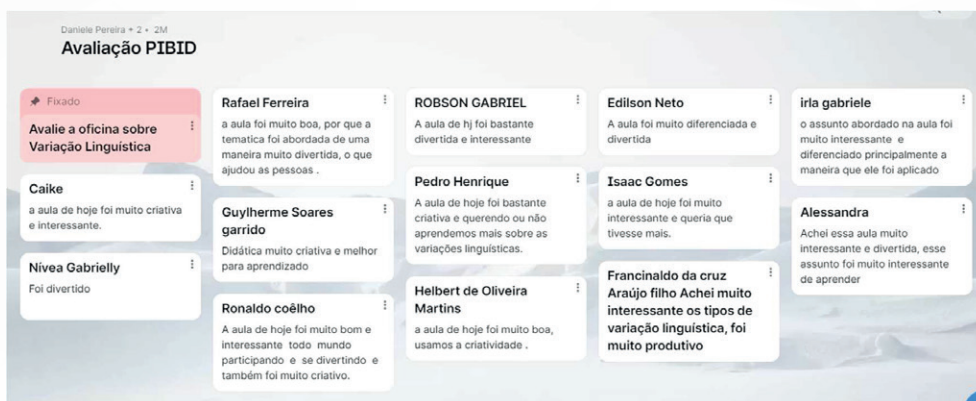 Daniele Pereira + 2 • 2M
Avaliação PIBID
Fixado
Avalie a oficina sobre
Variação Linguística
Caike
a aula de hoje foi muito criativa
e interessante.
Nívea Gabrielly
Foi divertido
Rafael Ferreira
a aula foi muito boa, por que a
tematica foi abordada de uma
maneira muito divertida, o que
ajudou as pessoas .
Guylherme Soares
garrido
Didática muito criativa e melhor
para aprendizado
Ronaldo coêlho
A aula de hoje foi muito bom e
interessante todo mundo
participando e se divertindo e
também foi muito criativo.
ROBSON GABRIEL
A aula de hj foi bastante
divertida e interessante
Pedro Henrique
A aula de hoje foi bastante
criativa e querendo ou não
aprendemos mais sobre as
variações linguísticas.
Helbert de Oliveira
Martins
a aula de hoje foi muito boa,
usamos a criatividade .
Edilson Neto
A aula foi muito diferenciada e
divertida
Isaac Gomes
a aula de hoje foi muito
interessante e queria que
tivesse mais.
Francinaldo da cruz
Araújo filho Achei muito
interessante os tipos de
variação linguística, foi
muito produtivo
irla gabriele
o assunto abordado na aula foi
muito interessante e
diferenciado principalmente a
maneira que ele foi aplicado
Alessandra
Achei essa aula muito
interessante e divertida, esse
assunto foi muito interessante
de aprender